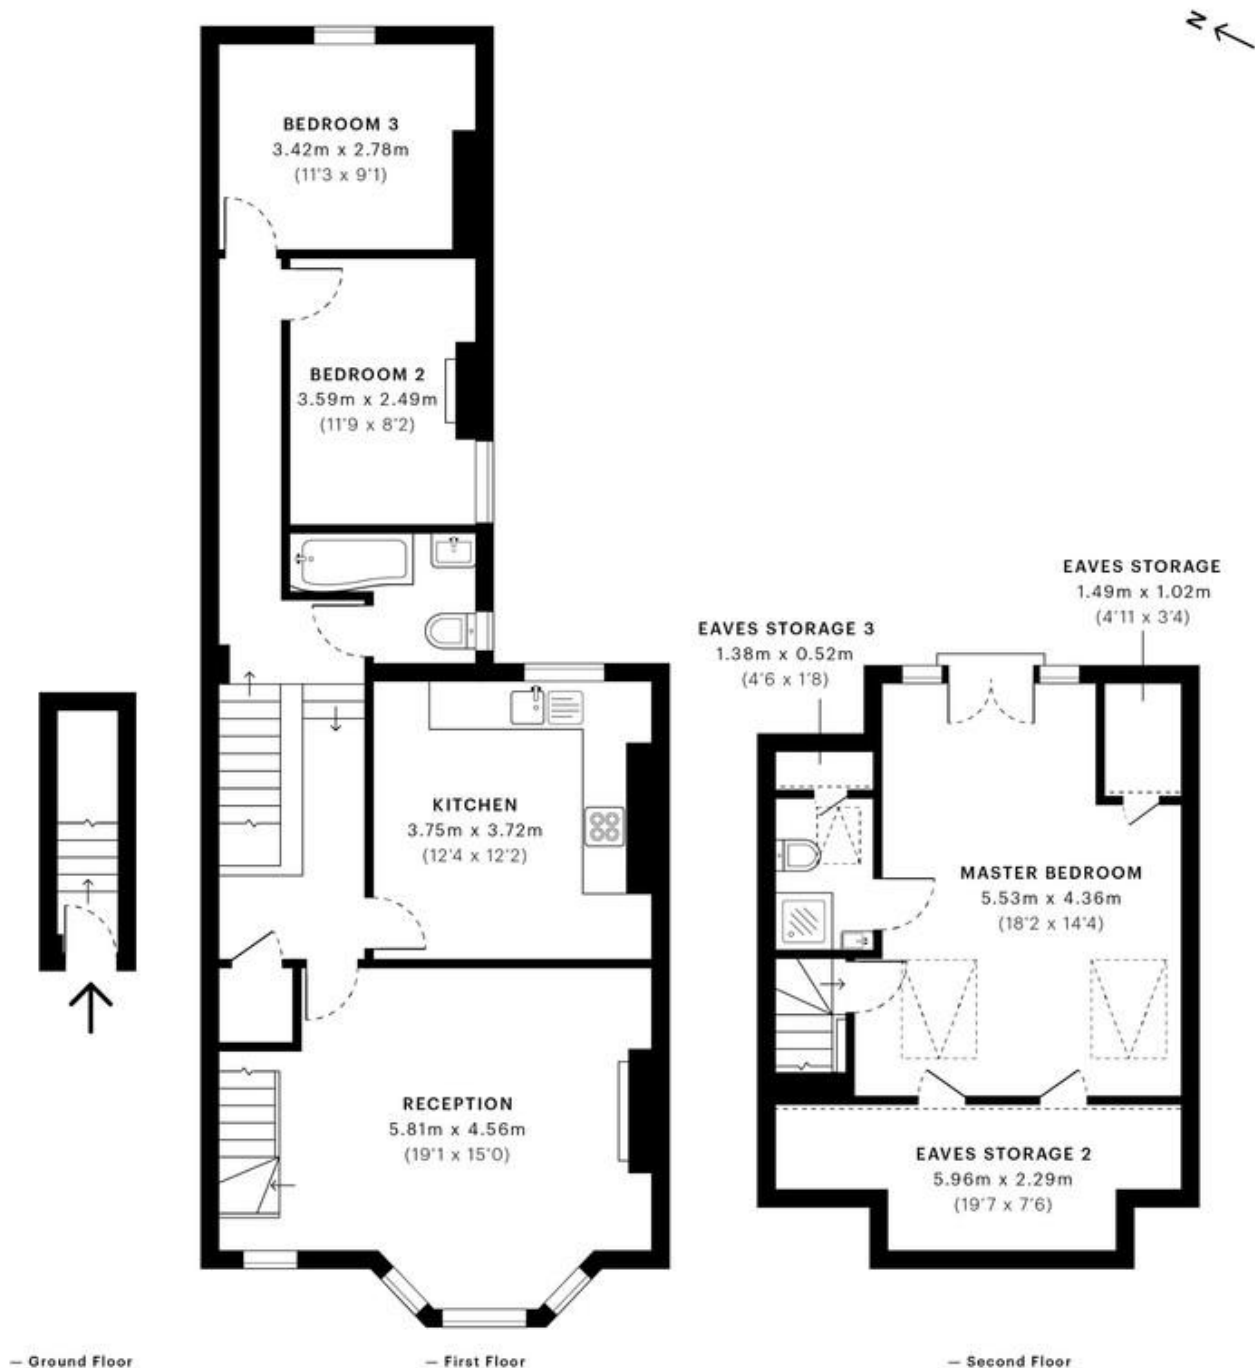 N
BEDROOM 3
3.42m x 2.78m
(11'3 x 9'1)
BEDROOM 2
3.59m x 2.49m
(11'9 x 8'2)
EAVES STORAGE
1.49m x 1.02m
(4'11 x 3'4)
EAVES STORAGE 3
1.38m x 0.52m
(4'6 x 1'8)
KITCHEN
3.75m x 3.72m
(12'4 x 12'2)
MASTER BEDROOM
5.53m x 4.36m
(18'2 x 14'4)
RECEPTION
5.81m x 4.56m
(19'1 x 15'0)
EAVES STORAGE 2
5.96m x 2.29m
(19'7 x 7'6)
— Ground Floor
— First Floor
— Second Floor